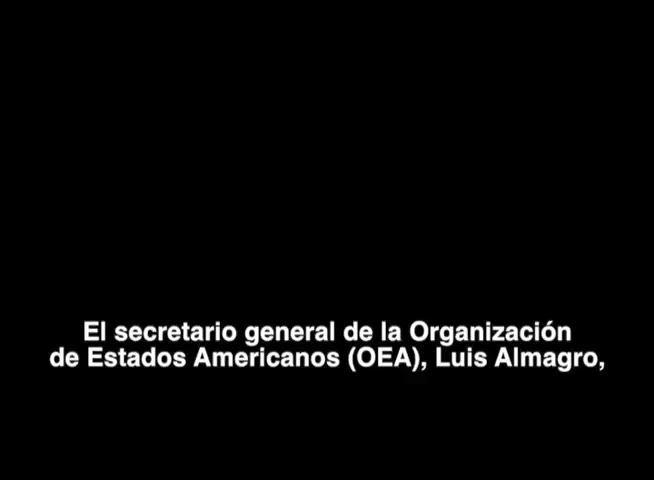 El secretario general de la Organización
de Estados Americanos (OEA), Luis Almagro,